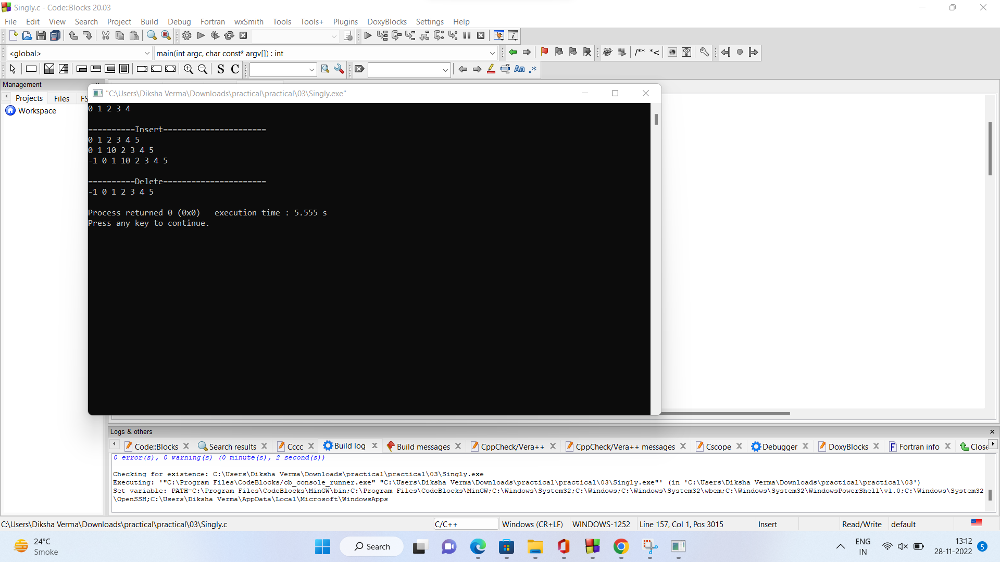 Singly.c - Code::Blocks 20.03
File Edit View Search Project Build Debug Fortran wxSmith Tools Tools+ Plugins DoxyBlocks Settings Help
<global> main(int argc, char const* argv[]) : int /** *<
S C Aa .*
Management
Projects Files FS
Workspace
"C:\Users\Diksha Verma\Downloads\practical\practical\03\Singly.exe"
0 1 2 3 4
==========Insert======================
0 1 2 3 4 5
0 1 10 2 3 4 5
-1 0 1 10 2 3 4 5
==========Delete======================
-1 0 1 2 3 4 5
Process returned 0 (0x0)   execution time : 5.555 s
Press any key to continue.
Logs & others
Code::Blocks Search results Cccc Build log Build messages CppCheck/Vera++ CppCheck/Vera++ messages Cscope Debugger DoxyBlocks Fortran info Close
0 error(s), 0 warning(s) (0 minute(s), 2 second(s))
Checking for existence: C:\Users\Diksha Verma\Downloads\practical\practical\03\Singly.exe
Executing: '"C:\Program Files\CodeBlocks/cb_console_runner.exe" "C:\Users\Diksha Verma\Downloads\practical\practical\03\Singly.exe"' (in 'C:\Users\Diksha Verma\Downloads\practical\practical\03')
Set variable: PATH=C:\Program Files\CodeBlocks\MinGW\bin;C:\Program Files\CodeBlocks\MinGW;C:\Windows\System32;C:\Windows;C:\Windows\System32\wbem;C:\Windows\System32\WindowsPowerShell\v1.0;C:\Windows\System32
\OpenSSH;C:\Users\Diksha Verma\AppData\Local\Microsoft\WindowsApps
C:\Users\Diksha Verma\Downloads\practical\practical\03\Singly.c C/C++ Windows (CR+LF) WINDOWS-1252 Line 157, Col 1, Pos 3015 Insert Read/Write default
24°C
Smoke
Search
ENG
IN
13:12
28-11-2022
5